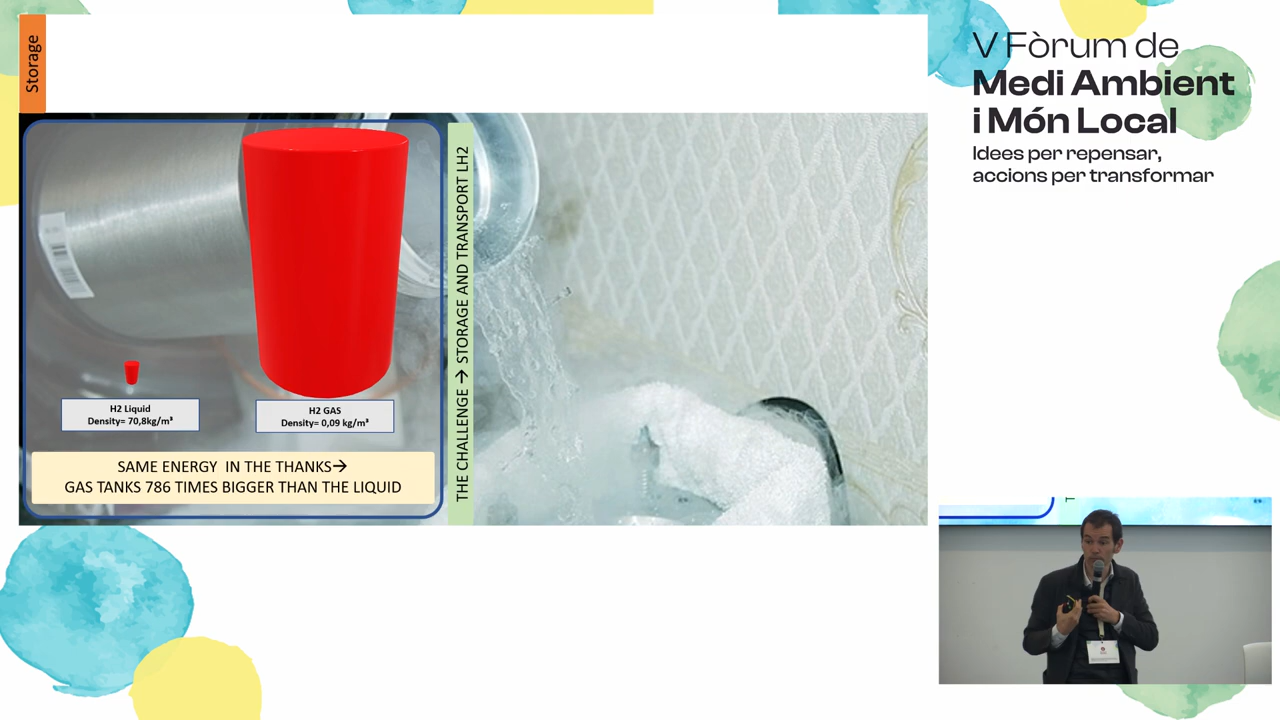 Storage
H2 Liquid
Density= 70,8kg/m³
H2 GAS
Density= 0,09 kg/m³
SAME ENERGY IN THE THANKS→
GAS TANKS 786 TIMES BIGGER THAN THE LIQUID
THE CHALLENGE → STORAGE AND TRANSPORT LH2
V Fòrum de
Medi Ambient
i Món Local
Idees per repensar,
accions per transformar